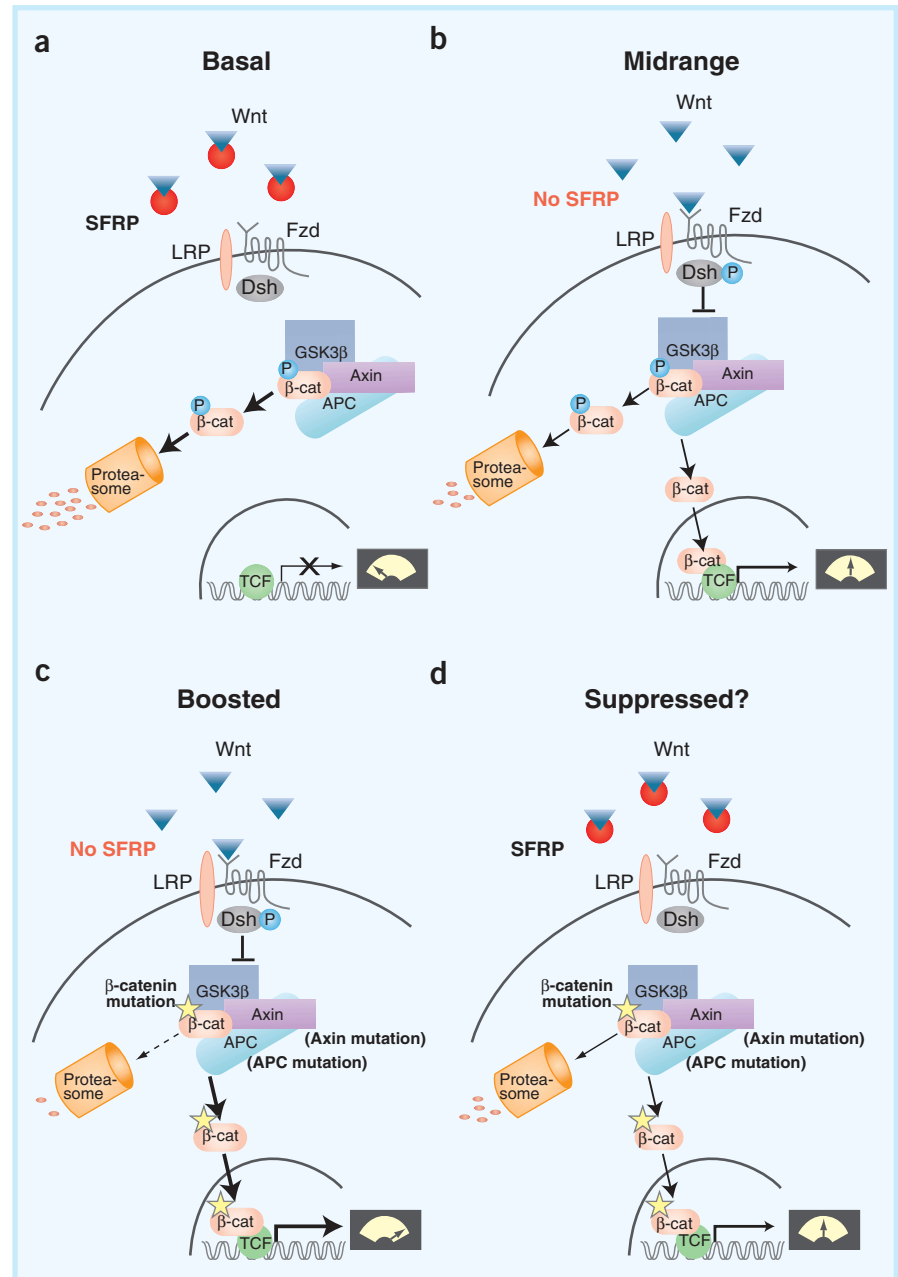 a
Basal
Wnt
SFRP
LRP
Fzd
Dsh
GSK3β
P
β-cat
Axin
APC
P
β-cat
Protea-
some
TCF
X
b
Midrange
Wnt
No SFRP
LRP
Fzd
Dsh
P
GSK3β
P
β-cat
Axin
APC
P
β-cat
Protea-
some
β-cat
β-cat
TCF
c
Boosted
Wnt
No SFRP
LRP
Fzd
Dsh
P
β-catenin
mutation
GSK3β
β-cat
Axin
APC
(Axin mutation)
(APC mutation)
Protea-
some
β-cat
β-cat
TCF
d
Suppressed?
Wnt
SFRP
LRP
Fzd
Dsh
β-catenin
mutation
GSK3β
β-cat
Axin
APC
(Axin mutation)
(APC mutation)
Protea-
some
β-cat
β-cat
TCF